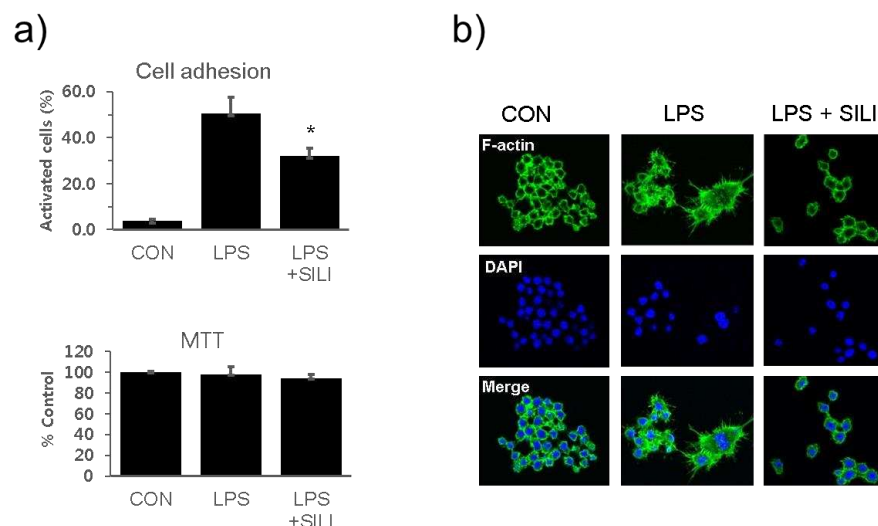 a)
Cell adhesion
Activated cells (%)
60.0
40.0
20.0
0.0
*
CON
LPS
LPS
+SILI
MTT
% Control
120
100
80
60
40
20
0
CON
LPS
LPS
+SILI
b)
CON
LPS
LPS + SILI
F-actin
DAPI
Merge